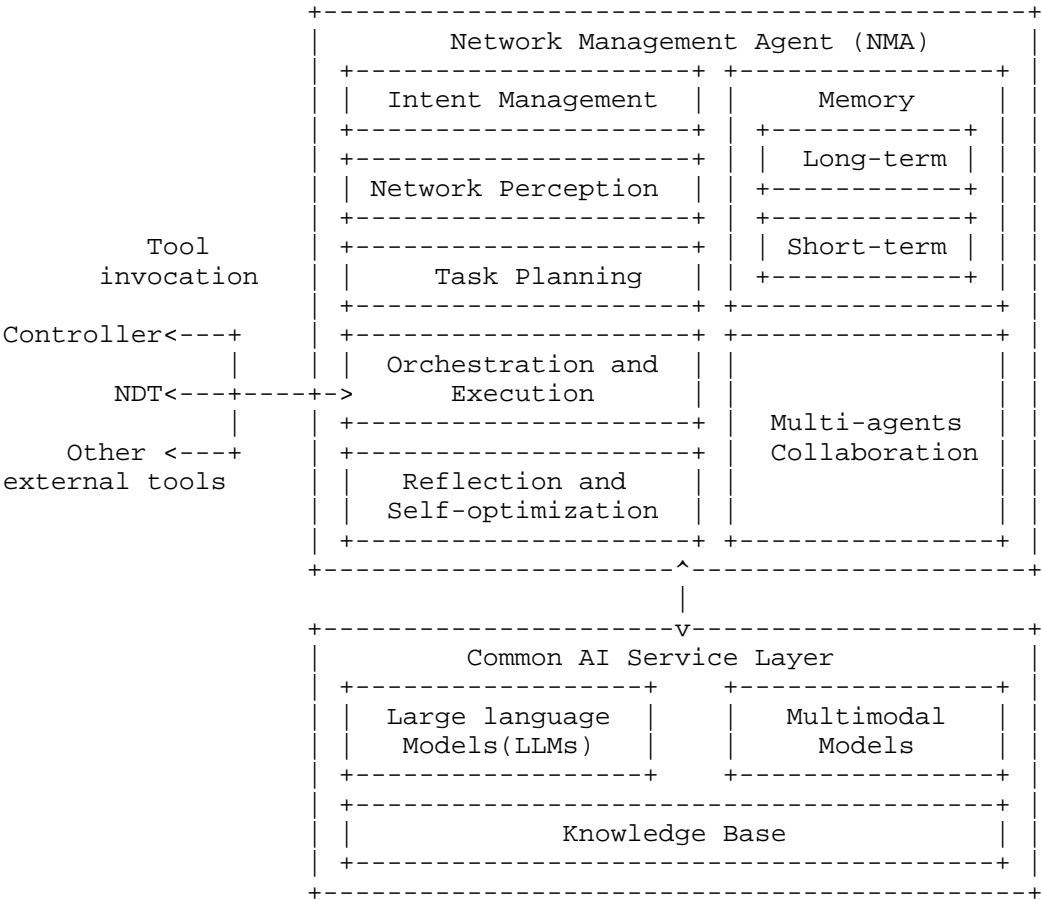 Network Management Agent (NMA)
Intent Management
Memory
Long-term
Network Perception
Tool
invocation
Short-term
Task Planning
Controller
Orchestration and
Execution
NDT
Multi-agents
Collaboration
Other
external tools
Reflection and
Self-optimization
Common AI Service Layer
Large language
Models(LLMs)
Multimodal
Models
Knowledge Base